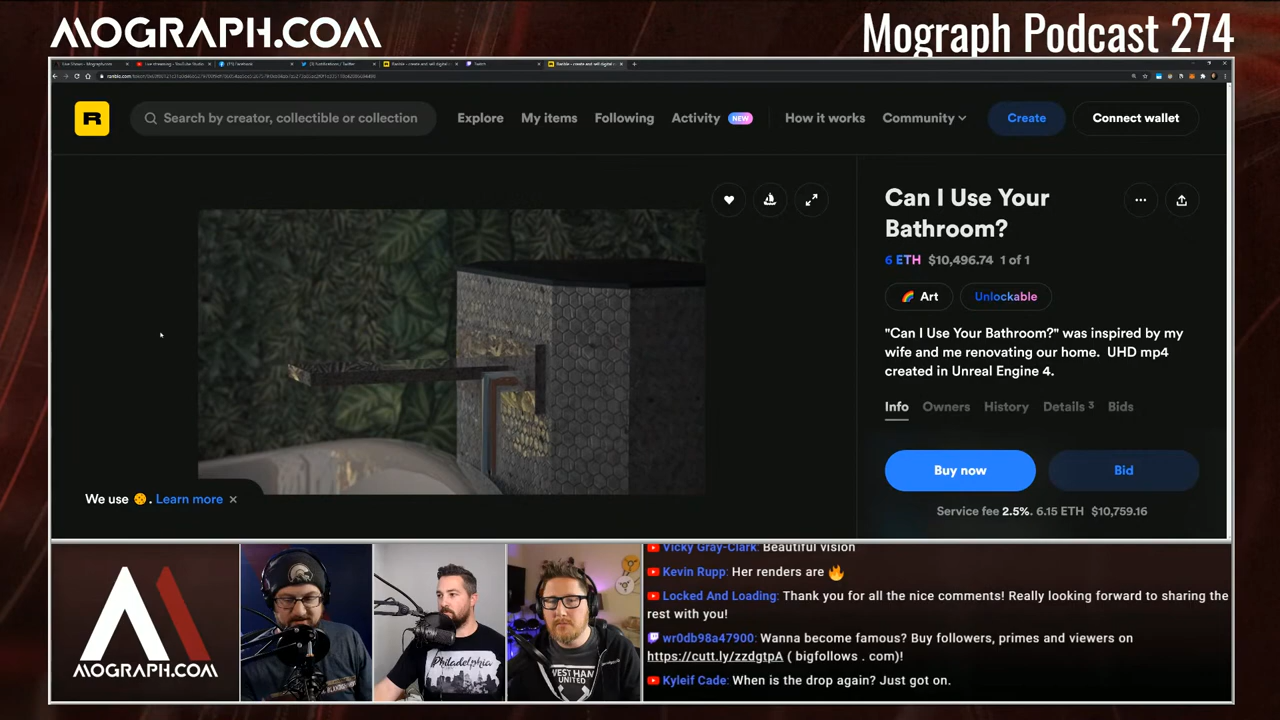 MOGRAPH.COM
Mograph Podcast 274
R
Search by creator, collectible or collection
Explore
My items
Following
Activity NEW
How it works
Community
Create
Connect wallet
Can I Use Your
Bathroom?
6 ETH $10,496.74 1 of 1
Art
Unlockable
"Can I Use Your Bathroom?" was inspired by my
wife and me renovating our home. UHD mp4
created in Unreal Engine 4.
Info Owners History Details 3 Bids
Buy now
Bid
Service fee 2.5%. 6.15 ETH $10,759.16
We use 🍪. Learn more ×
MOGRAPH.COM
Philadelphia
WEST HAM
UNITED
Vicky Gray-Clark: Beautiful vision
Kevin Rupp: Her renders are 🔥
Locked And Loading: Thank you for all the nice comments! Really looking forward to sharing the
rest with you!
wr0db98a47900: Wanna become famous? Buy followers, primes and viewers on
https://cutt.ly/zzdgtpA ( bigfollows . com)!
Kyleif Cade: When is the drop again? Just got on.